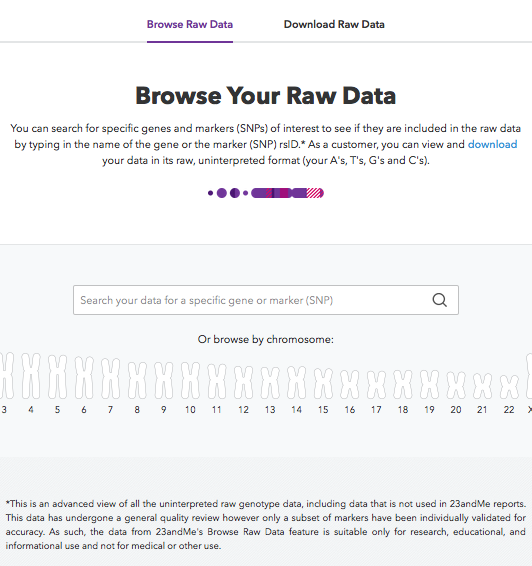 Browse Raw Data Download Raw Data
Browse Your Raw Data
You can search for specific genes and markers (SNPs) of interest to see if they are included in the raw data
by typing in the name of the gene or the marker (SNP) rsID.* As a customer, you can view and download
your data in its raw, uninterpreted format (your A's, T's, G's and C's).
Search your data for a specific gene or marker (SNP)
Or browse by chromosome:
3 4 5 6 7 8 9 10 11 12 13 14 15 16 17 18 19 20 21 22 X
*This is an advanced view of all the uninterpreted raw genotype data, including data that is not used in 23andMe reports.
This data has undergone a general quality review however only a subset of markers have been individually validated for
accuracy. As such, the data from 23andMe's Browse Raw Data feature is suitable only for research, educational, and
informational use and not for medical or other use.